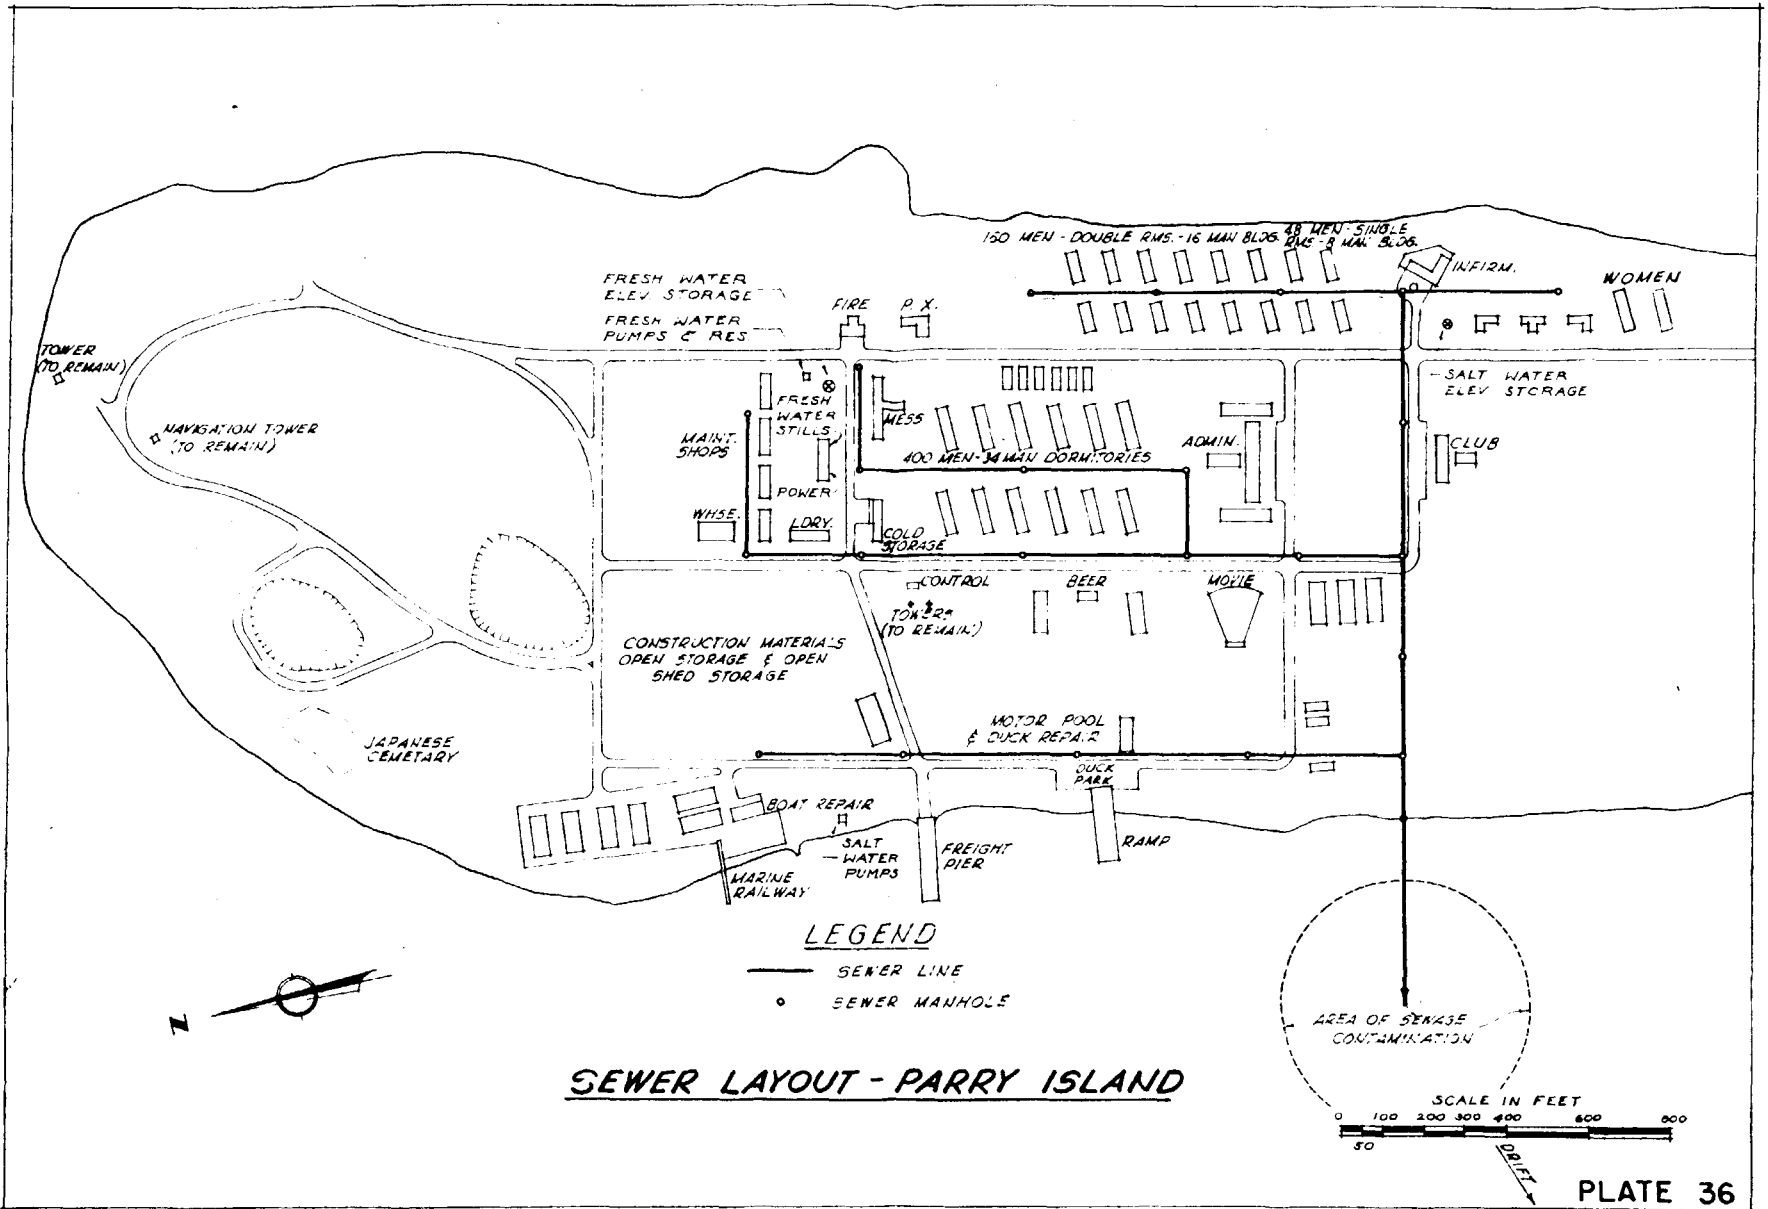 150 MEN - DOUBLE RMS. - 16 MAN BLDG.
48 MEN - SINGLE
RMS - 8 MAN BLDG.
INFIRM.
WOMEN
FRESH WATER
ELEV. STORAGE
FRESH WATER
PUMPS & RES.
FIRE
P. X.
TOWER
(TO REMAIN)
NAVIGATION TOWER
(TO REMAIN)
SALT WATER
ELEV STORAGE
FRESH
WATER
STILLS
MESS
MAINT.
SHOPS
400 MEN - 34 MAN DORMITORIES
ADMIN.
CLUB
POWER
WHSE.
LDRY.
COLD
STORAGE
CONTROL
BEER
MOVIE
TOWERS
(TO REMAIN)
CONSTRUCTION MATERIALS
OPEN STORAGE & OPEN
SHED STORAGE
MOTOR POOL
& DUCK REPAIR
JAPANESE
CEMETARY
DUCK
PARK
BOAT REPAIR
SALT
WATER
PUMPS
FREIGHT
PIER
RAMP
MARINE
RAILWAY
LEGEND
SEWER LINE
SEWER MANHOLE
N
AREA OF SEWAGE
CONTAMINATION
SEWER LAYOUT - PARRY ISLAND
SCALE IN FEET
0 100 200 300 400 600 800
50
DRIFT
PLATE 36